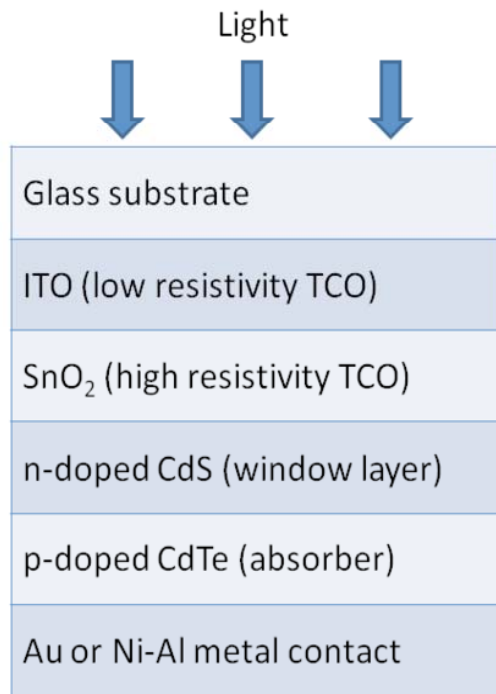 Light
Glass substrate
ITO (low resistivity TCO)
SnO₂ (high resistivity TCO)
n-doped CdS (window layer)
p-doped CdTe (absorber)
Au or Ni-Al metal contact